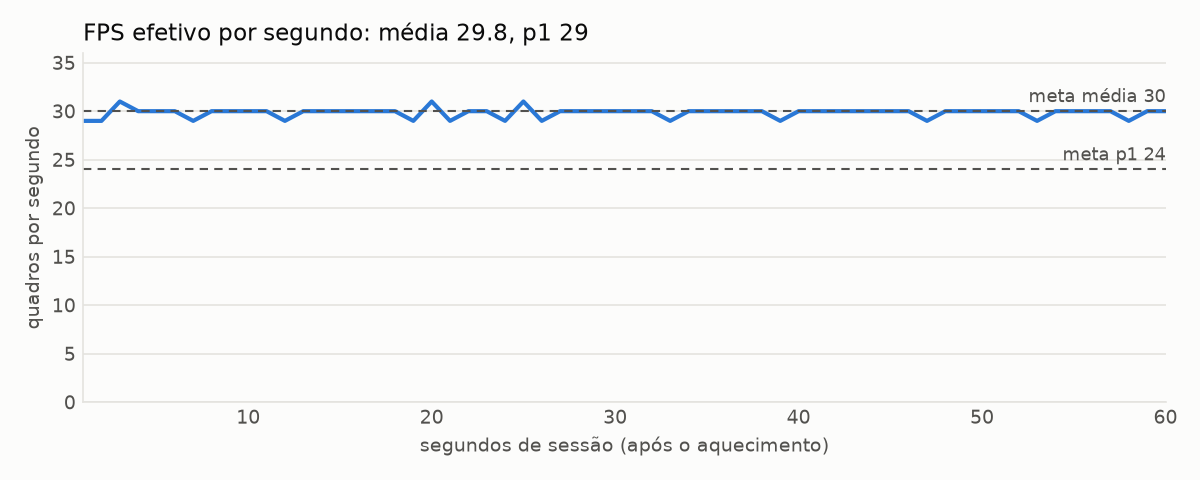 FPS efetivo por segundo: média 29.8, p1 29
35
30
25
20
15
10
5
0
quadros por segundo
meta média 30
meta p1 24
10
20
30
40
50
60
segundos de sessão (após o aquecimento)